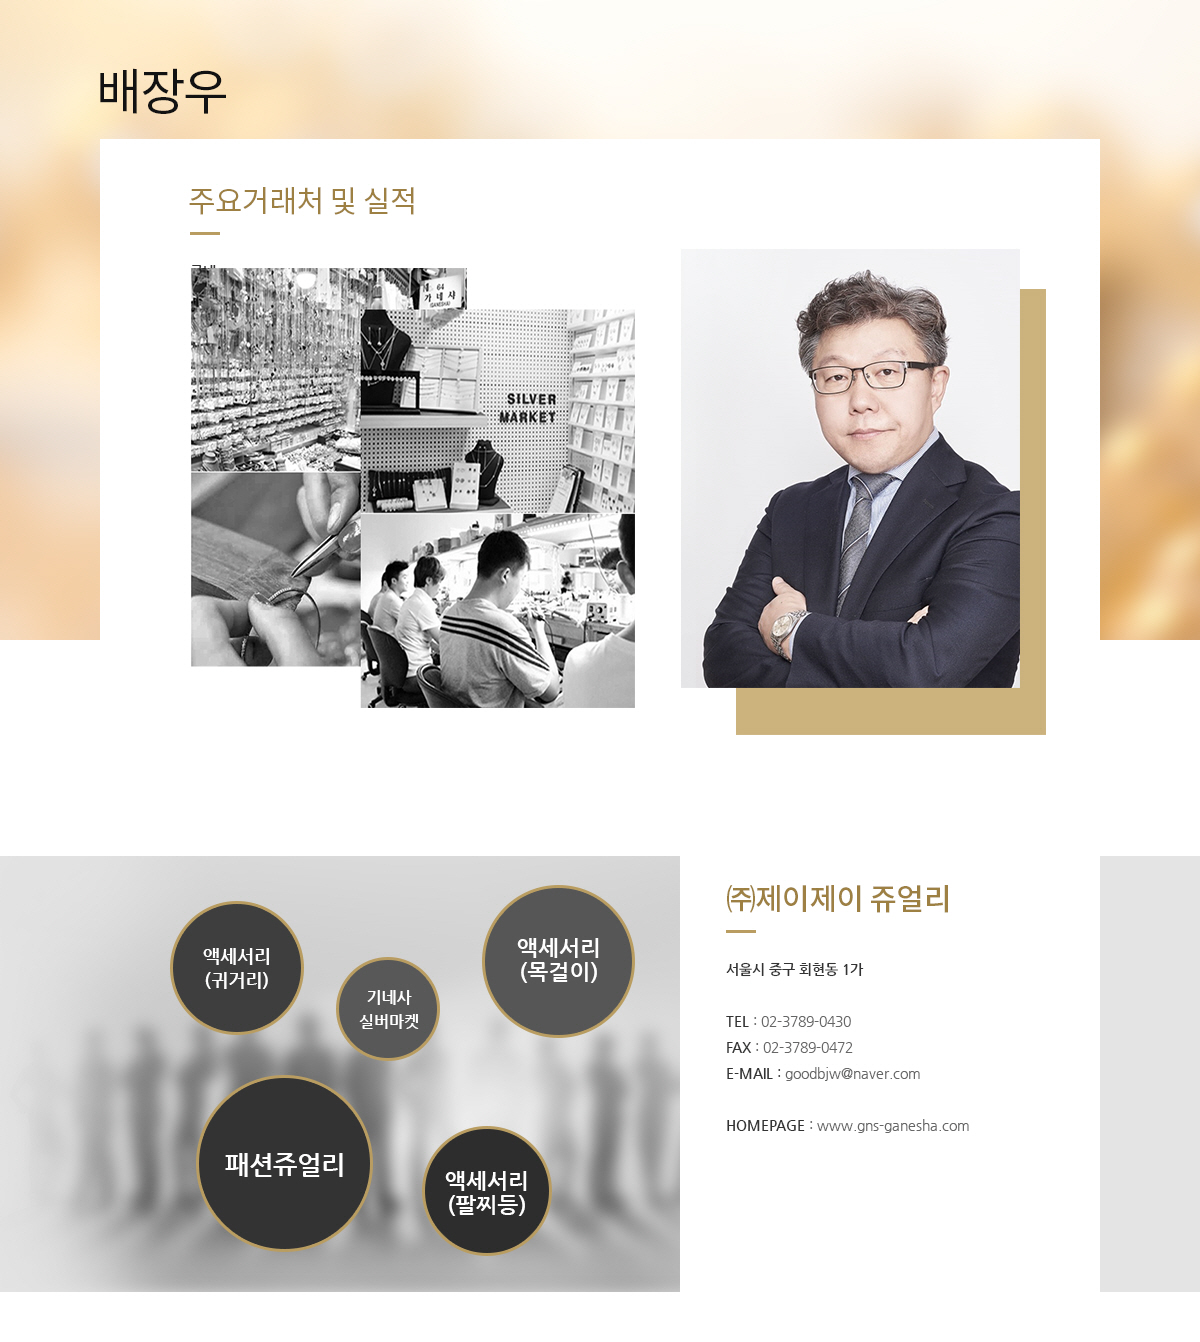 배장우
주요거래처 및 실적
64
가네샤
(GANESHA)
SILVER
MARKET
액세서리
(귀거리)
기네사
실버마켓
액세서리
(목걸이)
패션쥬얼리
액세서리
(팔찌등)
㈜제이제이 쥬얼리
서울시 중구 회현동 1가
TEL : 02-3789-0430
FAX : 02-3789-0472
E-MAIL : goodbjw@naver.com
HOMEPAGE : www.gns-ganesha.com